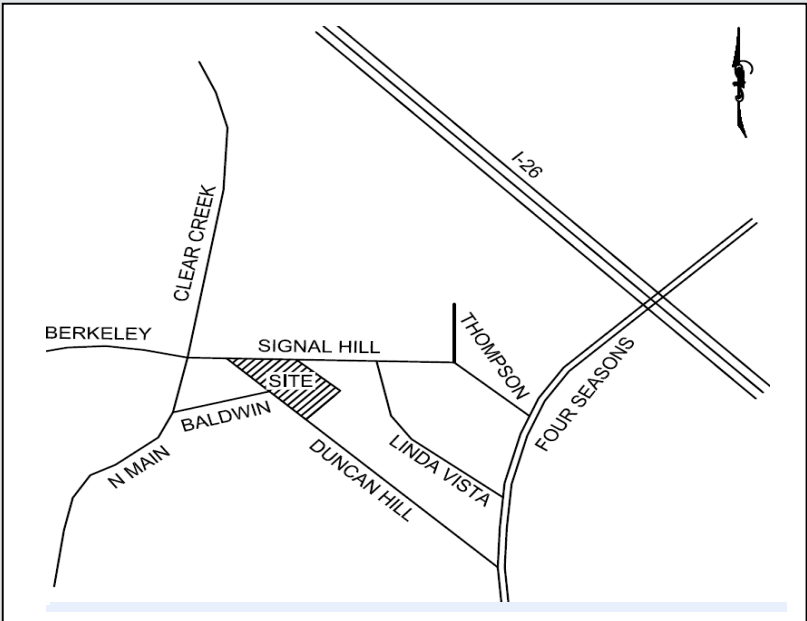 I-26
CLEAR CREEK
BERKELEY
SIGNAL HILL
THOMPSON
SITE
FOUR SEASONS
BALDWIN
N MAIN
LINDA VISTA
DUNCAN HILL